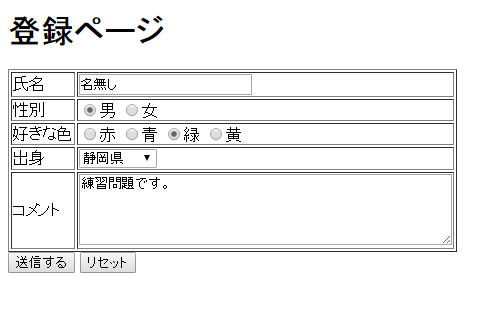 登録ページ
氏名 名無し
性別 男 女
好きな色 赤 青 緑 黄
出身 静岡県
コメント 練習問題です。
送信する リセット